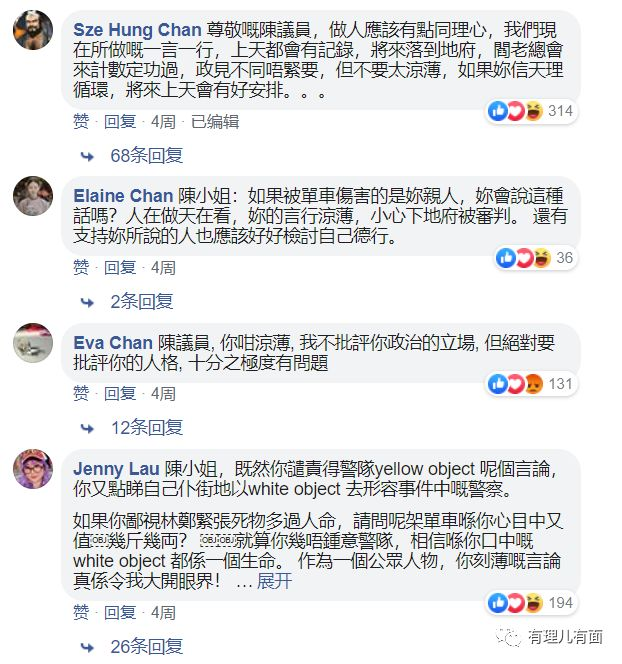 Sze Hung Chan 尊敬嘅陳議員，做人應該有點同理心，我們現
在所做嘅一言一行，上天都會有記錄，將來落到地府，閻老總會
來計數定功過，政見不同唔緊要，但不要太涼薄，如果妳信天理
循環，將來上天會有好安排。。。
314
赞 · 回复 · 4周 · 已编辑
68条回复
Elaine Chan 陳小姐：如果被單車傷害的是妳親人，妳會說這種
話嗎？人在做天在看，妳的言行涼薄，小心下地府被審判。 還有
支持妳所說的人也應該好好檢討自己德行。
36
赞 · 回复 · 4周
2条回复
Eva Chan 陳議員, 你咁涼薄, 我不批評你政治的立場, 但絕對要
批評你的人格, 十分之極度有問題
131
赞 · 回复 · 4周
12条回复
Jenny Lau 陳小姐，既然你譴責得警隊yellow object 呢個言論，
你又點睇自己仆街地以white object 去形容事件中嘅警察。
如果你鄙視林鄭緊張死物多過人命，請問呢架單車喺你心目中又
值￼幾斤幾両？ ￼￼就算你幾唔鍾意警隊，相信喺你口中嘅
white object 都係一個生命。 作為一個公眾人物，你刻薄嘅言論
真係令我大開眼界！ … 展开
194
赞 · 回复 · 4周
26条回复
有理儿有面